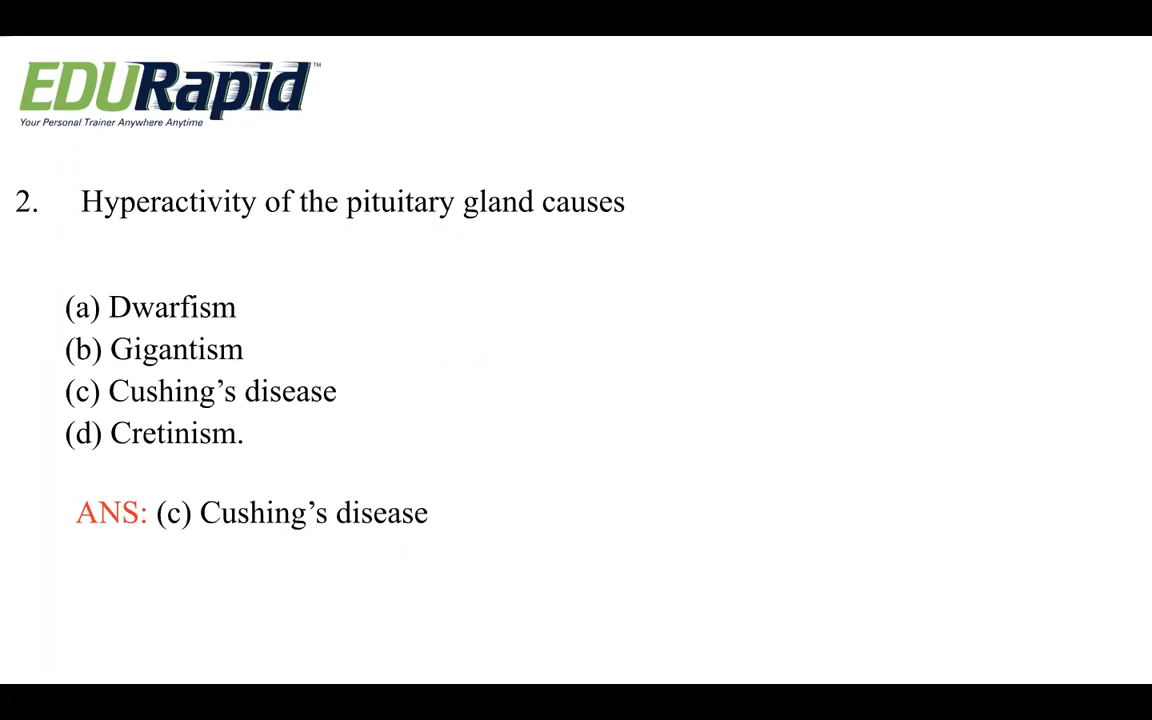 EDURapid™
Your Personal Trainer Anywhere Anytime
2. Hyperactivity of the pituitary gland causes
(a) Dwarfism
(b) Gigantism
(c) Cushing’s disease
(d) Cretinism.
ANS: (c) Cushing’s disease